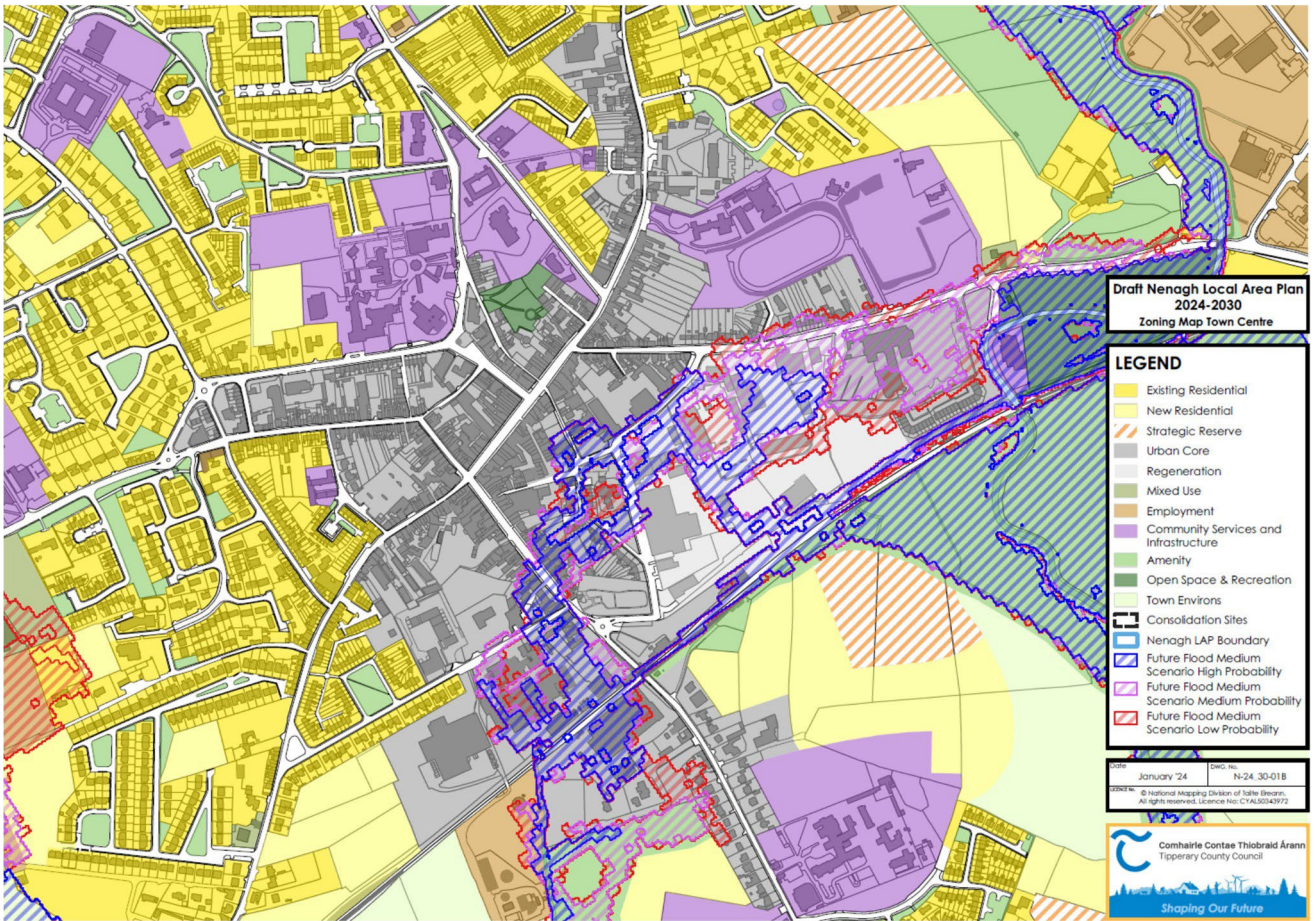 Draft Nenagh Local Area Plan
2024-2030
Zoning Map Town Centre
LEGEND
Existing Residential
New Residential
Strategic Reserve
Urban Core
Regeneration
Mixed Use
Employment
Community Services and
Infrastructure
Amenity
Open Space & Recreation
Town Environs
Consolidation Sites
Nenagh LAP Boundary
Future Flood Medium
Scenario High Probability
Future Flood Medium
Scenario Medium Probability
Future Flood Medium
Scenario Low Probability
Date
January '24
DWG. No.
N-24_30-01B
LICENCE No.
© National Mapping Division of Tailte Éireann.
All rights reserved. Licence No: CYAL50343972
Comhairle Contae Thiobraid Árann
Tipperary County Council
Shaping Our Future